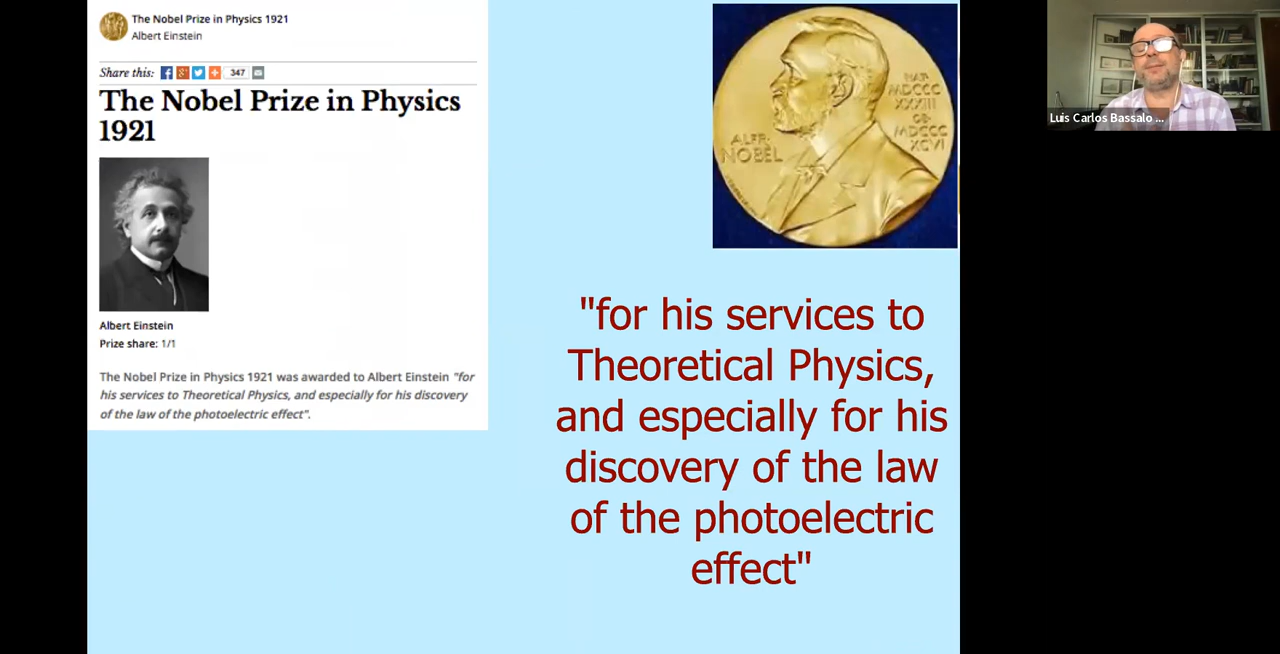 The Nobel Prize in Physics 1921
Albert Einstein
Share this:
347
The Nobel Prize in Physics
1921
Albert Einstein
Prize share: 1/1
The Nobel Prize in Physics 1921 was awarded to Albert Einstein "for
his services to Theoretical Physics, and especially for his discovery
of the law of the photoelectric effect".
ALFR.
NOBEL
NAT.
MDCCC
XXXIII
OB.
MDCCC
XCVI
"for his services to
Theoretical Physics,
and especially for his
discovery of the law
of the photoelectric
effect"
Luis Carlos Bassalo ...